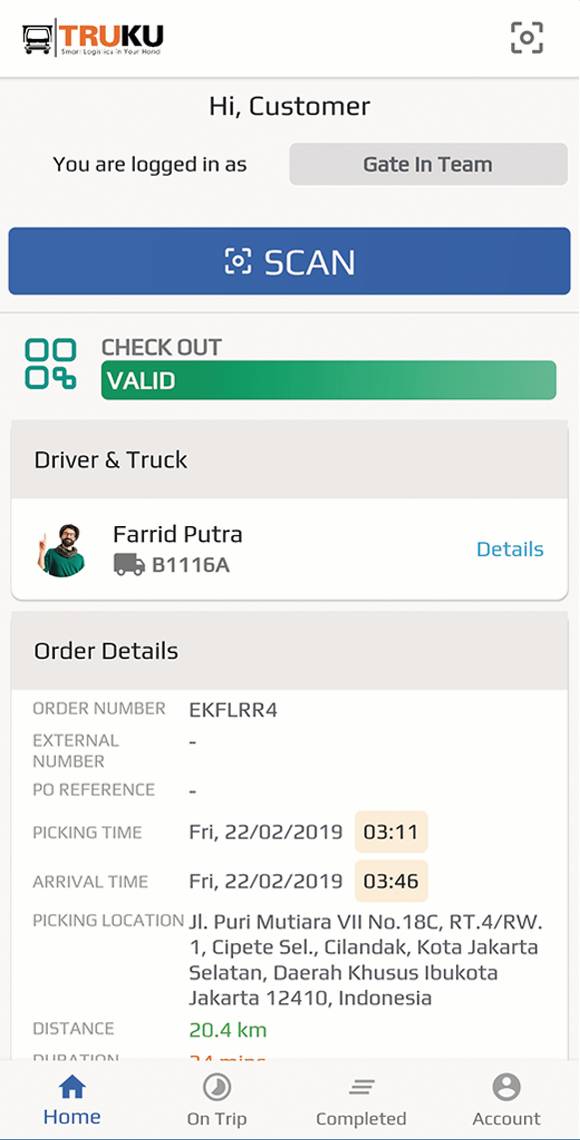 TRUKU
Smart Logistics in Your Hand
Hi, Customer
You are logged in as
Gate In Team
SCAN
CHECK OUT
VALID
Driver & Truck
Farrid Putra
B1116A
Details
Order Details
ORDER NUMBER EKFLRR4
EXTERNAL
NUMBER
-
PO REFERENCE -
PICKING TIME Fri, 22/02/2019 03:11
ARRIVAL TIME Fri, 22/02/2019 03:46
PICKING LOCATION Jl. Puri Mutiara VII No.18C, RT.4/RW.
1, Cipete Sel., Cilandak, Kota Jakarta
Selatan, Daerah Khusus Ibukota
Jakarta 12410, Indonesia
DISTANCE 20.4 km
DURATION
Home
On Trip
Completed
Account